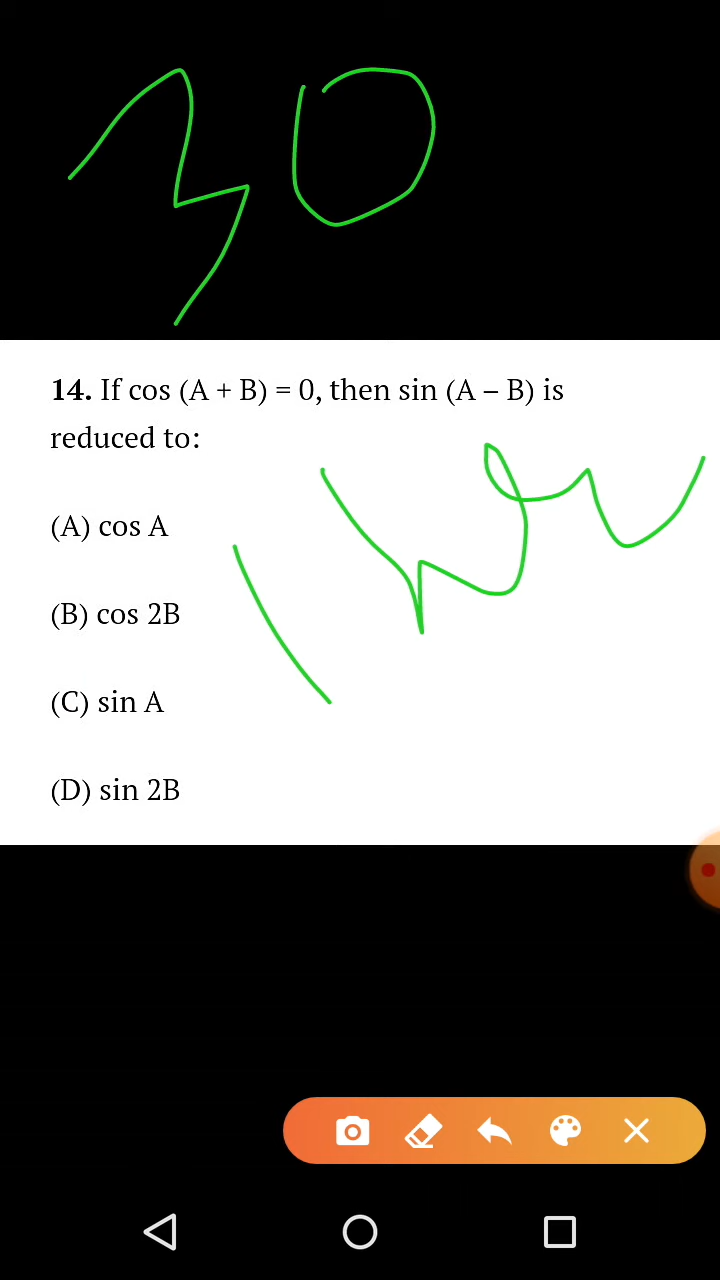 30
14. If cos (A + B) = 0, then sin (A – B) is
reduced to:
(A) cos A
(B) cos 2B
(C) sin A
(D) sin 2B